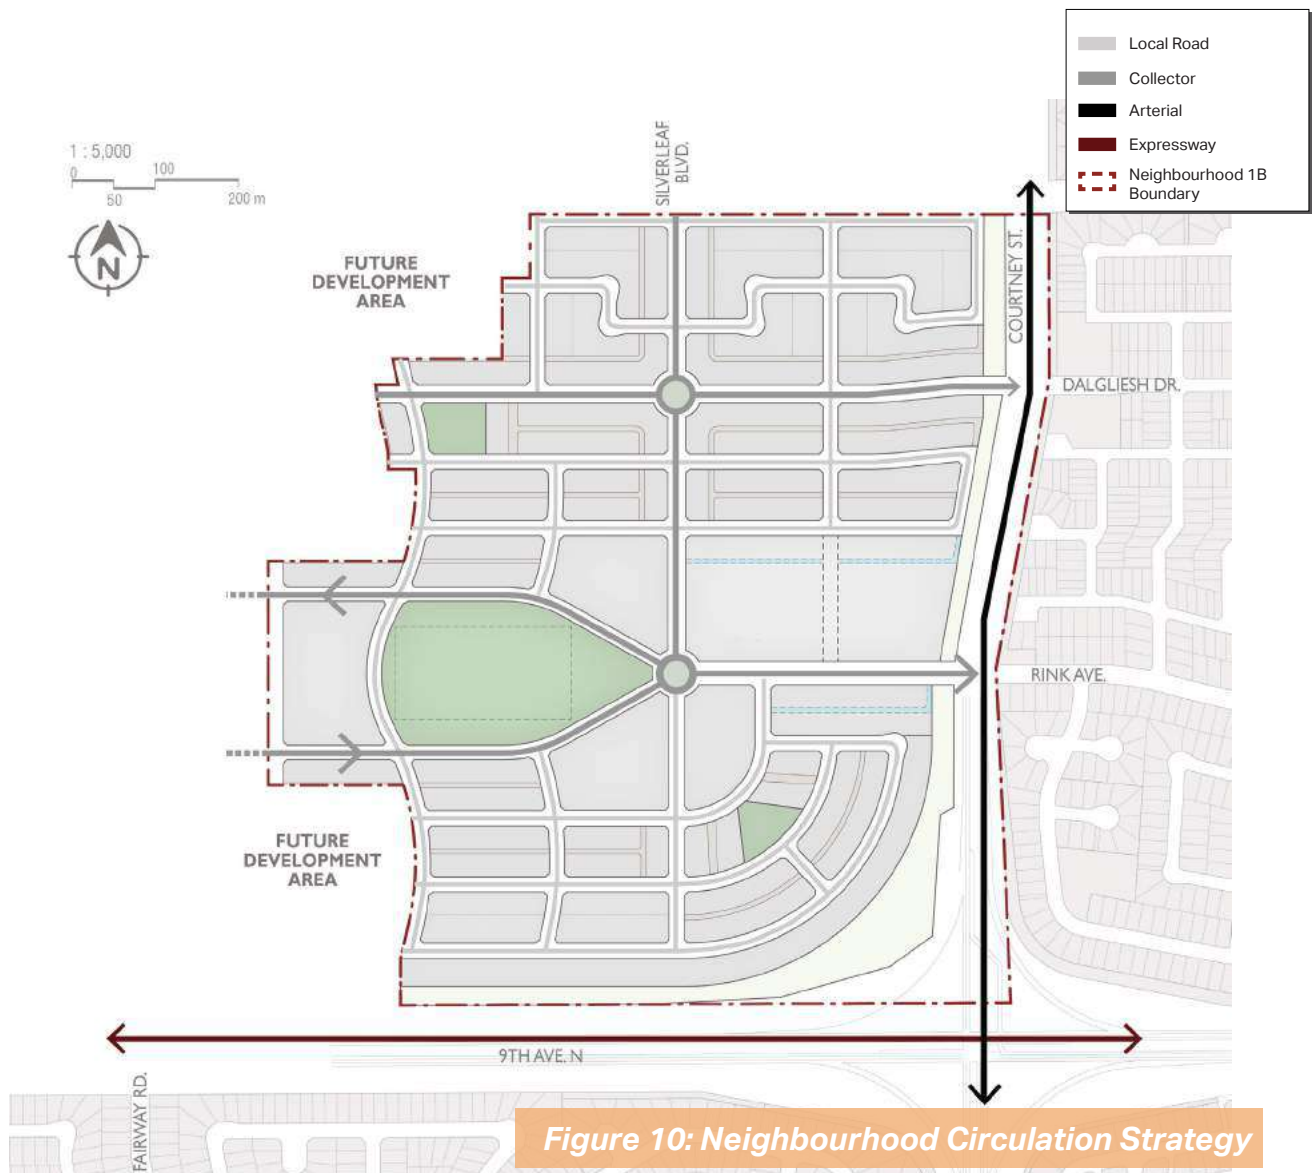 Local Road
Collector
Arterial
Expressway
Neighbourhood 1B
Boundary
1 : 5,000
0
100
50
200 m
N
SILVERLEAF
BLVD.
FUTURE
DEVELOPMENT
AREA
COURTNEY ST.
DALGLIESH DR.
RINK AVE.
FUTURE
DEVELOPMENT
AREA
9TH AVE. N
FAIRWAY RD.
Figure 10: Neighbourhood Circulation Strategy